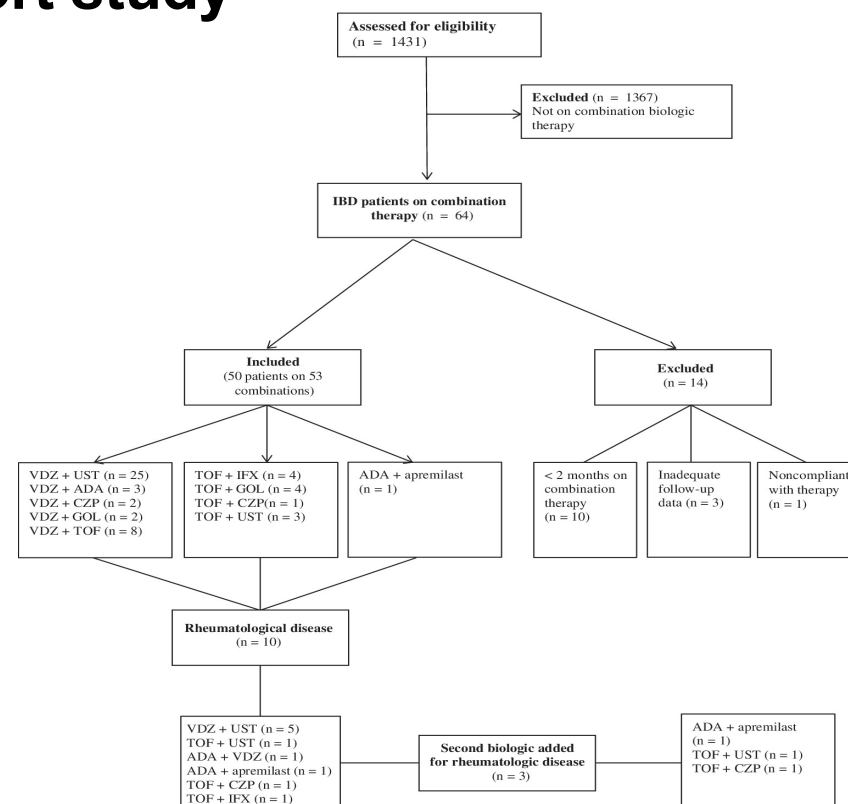 study
Assessed for eligibility
(n = 1431)
Excluded (n = 1367)
Not on combination biologic
therapy
IBD patients on combination
therapy (n = 64)
Included
(50 patients on 53
combinations)
Excluded
(n = 14)
VDZ + UST (n = 25)
VDZ + ADA (n = 3)
VDZ + CZP (n = 2)
VDZ + GOL (n = 2)
VDZ + TOF (n = 8)
TOF + IFX (n = 4)
TOF + GOL (n = 4)
TOF + CZP(n = 1)
TOF + UST (n = 3)
ADA + apremilast
(n = 1)
< 2 months on
combination
therapy
(n = 10)
Inadequate
follow-up
data (n = 3)
Noncompliant
with therapy
(n = 1)
Rheumatological disease
(n = 10)
VDZ + UST (n = 5)
TOF + UST (n = 1)
ADA + VDZ (n = 1)
ADA + apremilast (n = 1)
TOF + CZP (n = 1)
TOF + IFX (n = 1)
Second biologic added
for rheumatologic disease
(n = 3)
ADA + apremilast
(n = 1)
TOF + UST (n = 1)
TOF + CZP (n = 1)